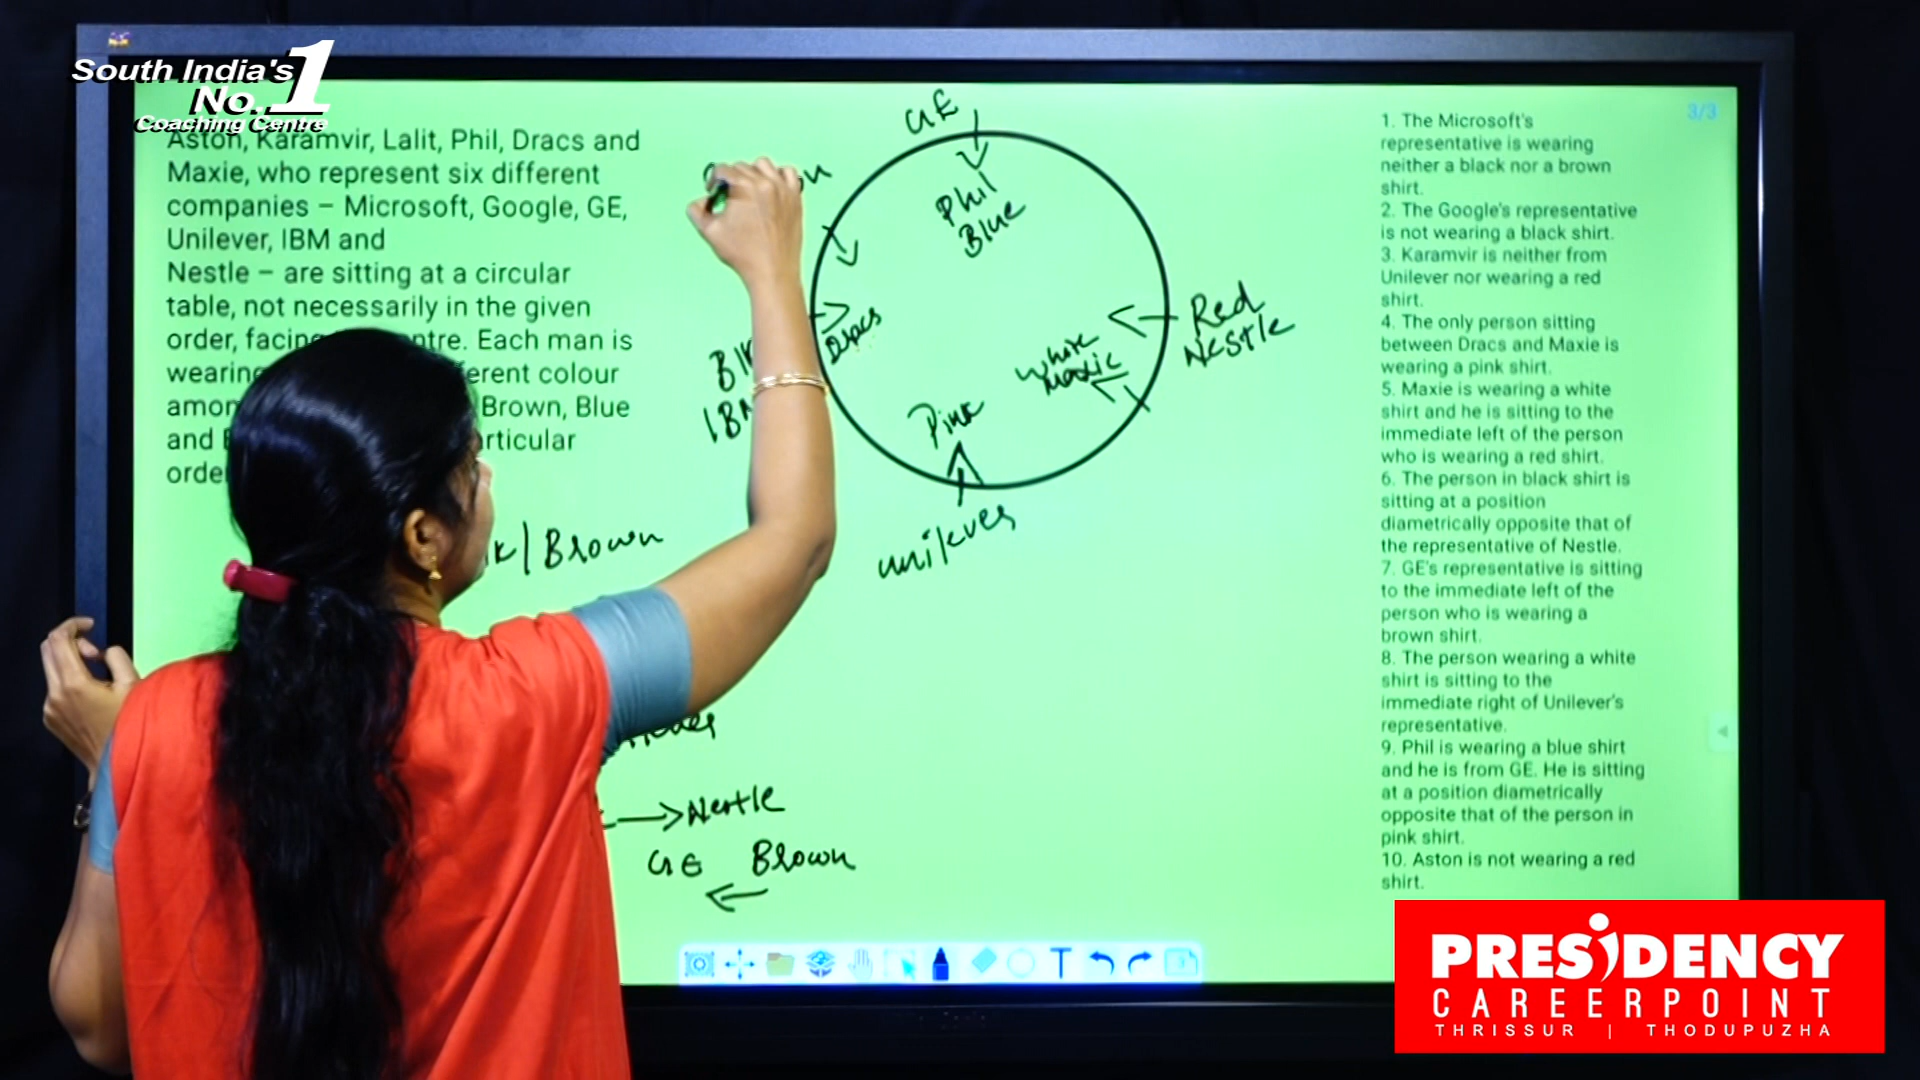 South India's
No.1
Coaching Centre
Aston, Karamvir, Lalit, Phil, Dracs and
Maxie, who represent six different
companies – Microsoft, Google, GE,
Unilever, IBM and
Nestle – are sitting at a circular
table, not necessarily in the given
order, facing
Each man is
wearing
colour
Brown, Blue
and
order
Brown
GE
Phil
Blue
Red
Nestle
Dracs
White
Maxie
Pink
unilever
Nestle
GE Brown
3/3
1. The Microsoft's
representative is wearing
neither a black nor a brown
shirt.
2. The Google's representative
is not wearing a black shirt.
3. Karamvir is neither from
Unilever nor wearing a red
shirt.
4. The only person sitting
between Dracs and Maxie is
wearing a pink shirt.
5. Maxie is wearing a white
shirt and he is sitting to the
immediate left of the person
who is wearing a red shirt.
6. The person in black shirt is
sitting at a position
diametrically opposite that of
the representative of Nestle.
7. GE's representative is sitting
to the immediate left of the
person who is wearing a
brown shirt.
8. The person wearing a white
shirt is sitting to the
immediate right of Unilever's
representative.
9. Phil is wearing a blue shirt
and he is from GE. He is sitting
at a position diametrically
opposite that of the person in
pink shirt.
10. Aston is not wearing a red
shirt.
PRESiDENCY
CAREERPOINT
THRISSUR | THODUPUZHA